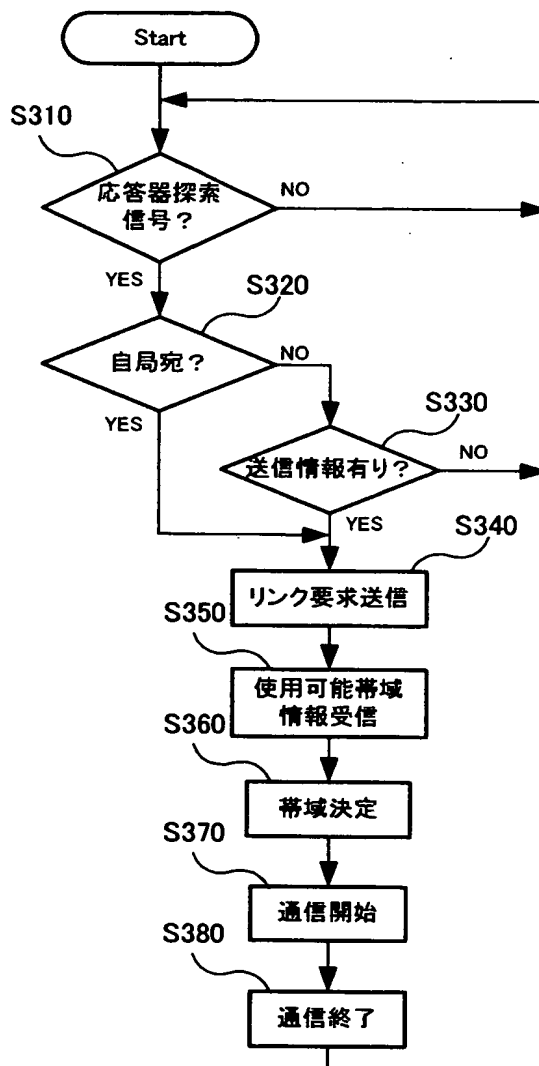 Start
S310
応答器探索
信号？
NO
YES
S320
自局宛？
NO
YES
S330
送信情報有り？
NO
YES
S340
リンク要求送信
S350
使用可能帯域
情報受信
S360
帯域決定
S370
通信開始
S380
通信終了